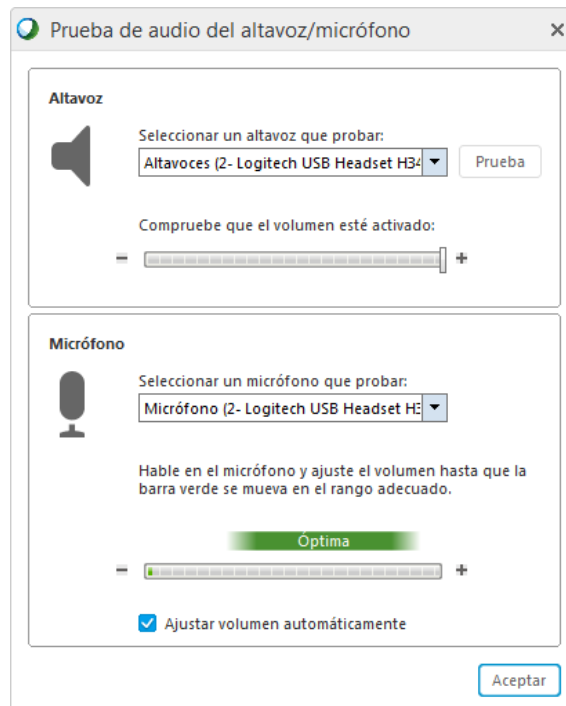 Prueba de audio del altavoz/micrófono
Altavoz
Seleccionar un altavoz que probar:
Altavoces (2- Logitech USB Headset H34
Prueba
Compruebe que el volumen esté activado:
Micrófono
Seleccionar un micrófono que probar:
Micrófono (2- Logitech USB Headset H3
Hable en el micrófono y ajuste el volumen hasta que la
barra verde se mueva en el rango adecuado.
Óptima
Ajustar volumen automáticamente
Aceptar